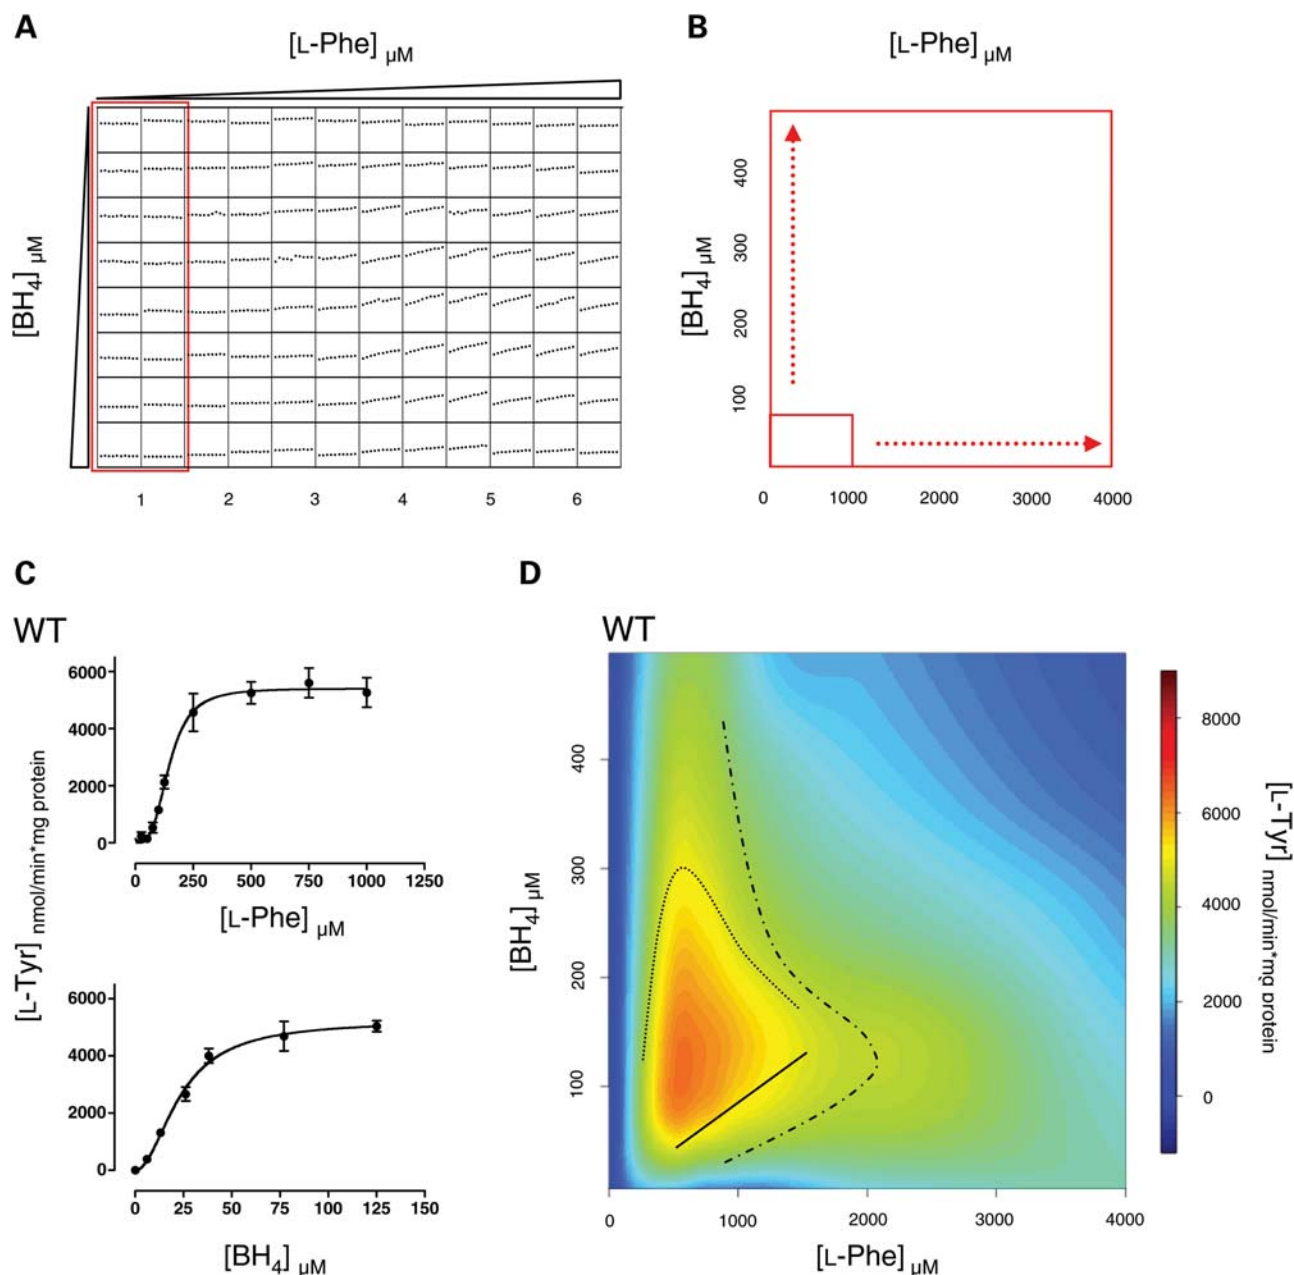 A
[L-Phe] µM
[BH4] µM
1 2 3 4 5 6
B
[L-Phe] µM
[BH4] µM
400
300
200
100
0 1000 2000 3000 4000
C
WT
6000
4000
2000
0
0 250 500 750 1000 1250
[L-Phe] µM
[L-Tyr] nmol/min*mg protein
6000
4000
2000
0
0 25 50 75 100 125 150
[BH4] µM
D
WT
[BH4] µM
400
300
200
100
0 1000 2000 3000 4000
[L-Phe] µM
8000
6000
4000
2000
0
[L-Tyr] nmol/min*mg protein